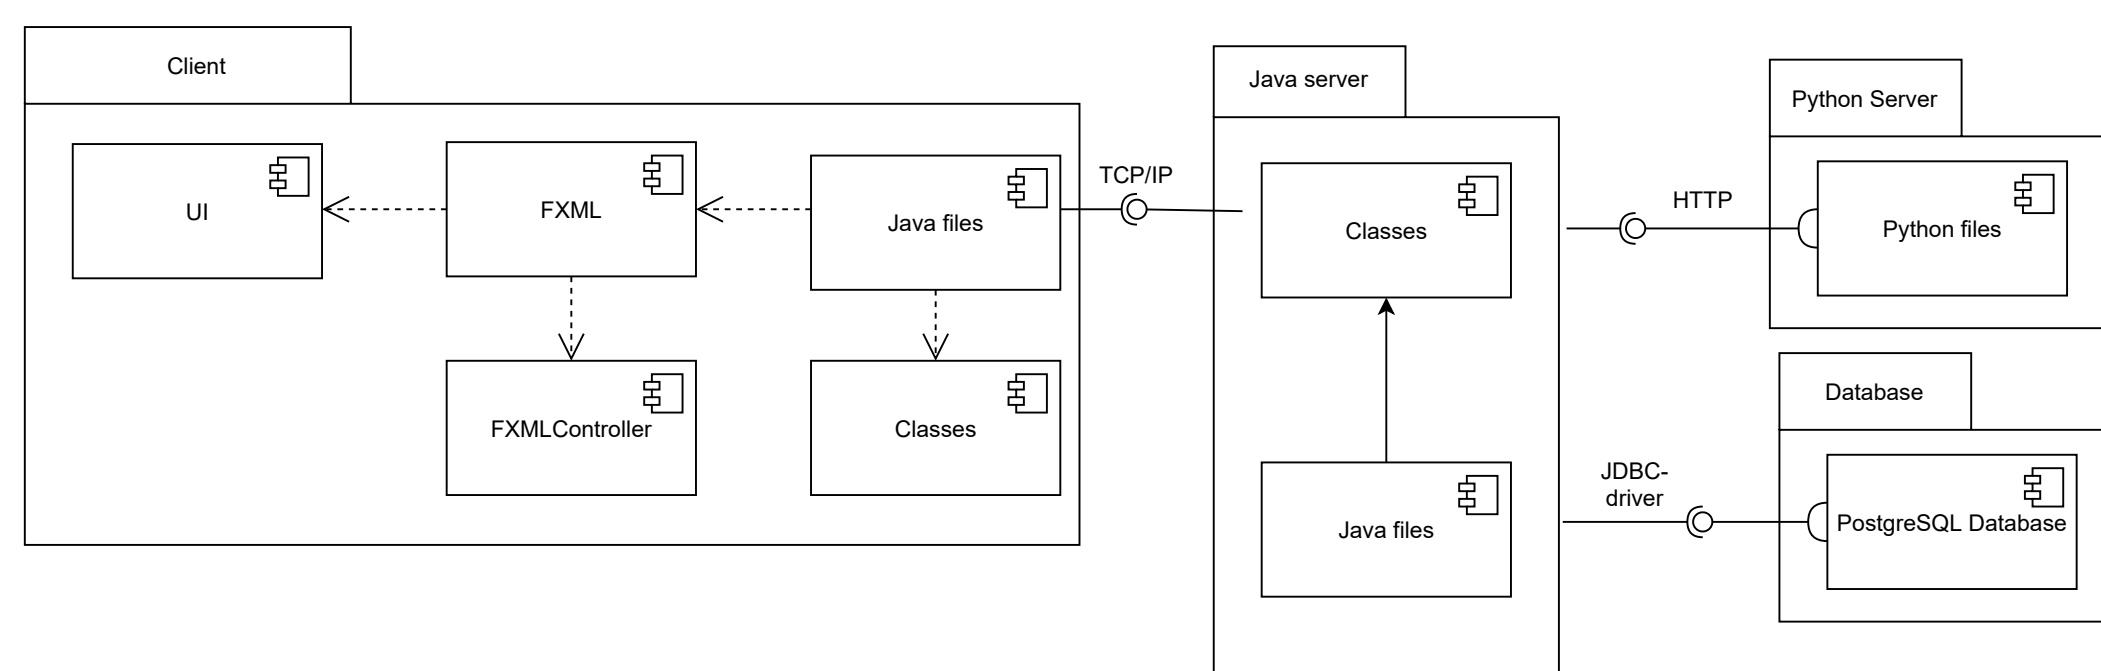 Client
UI
FXML
Java files
FXMLController
Classes
TCP/IP
Java server
Classes
Java files
HTTP
Python Server
Python files
JDBC-
driver
Database
PostgreSQL Database